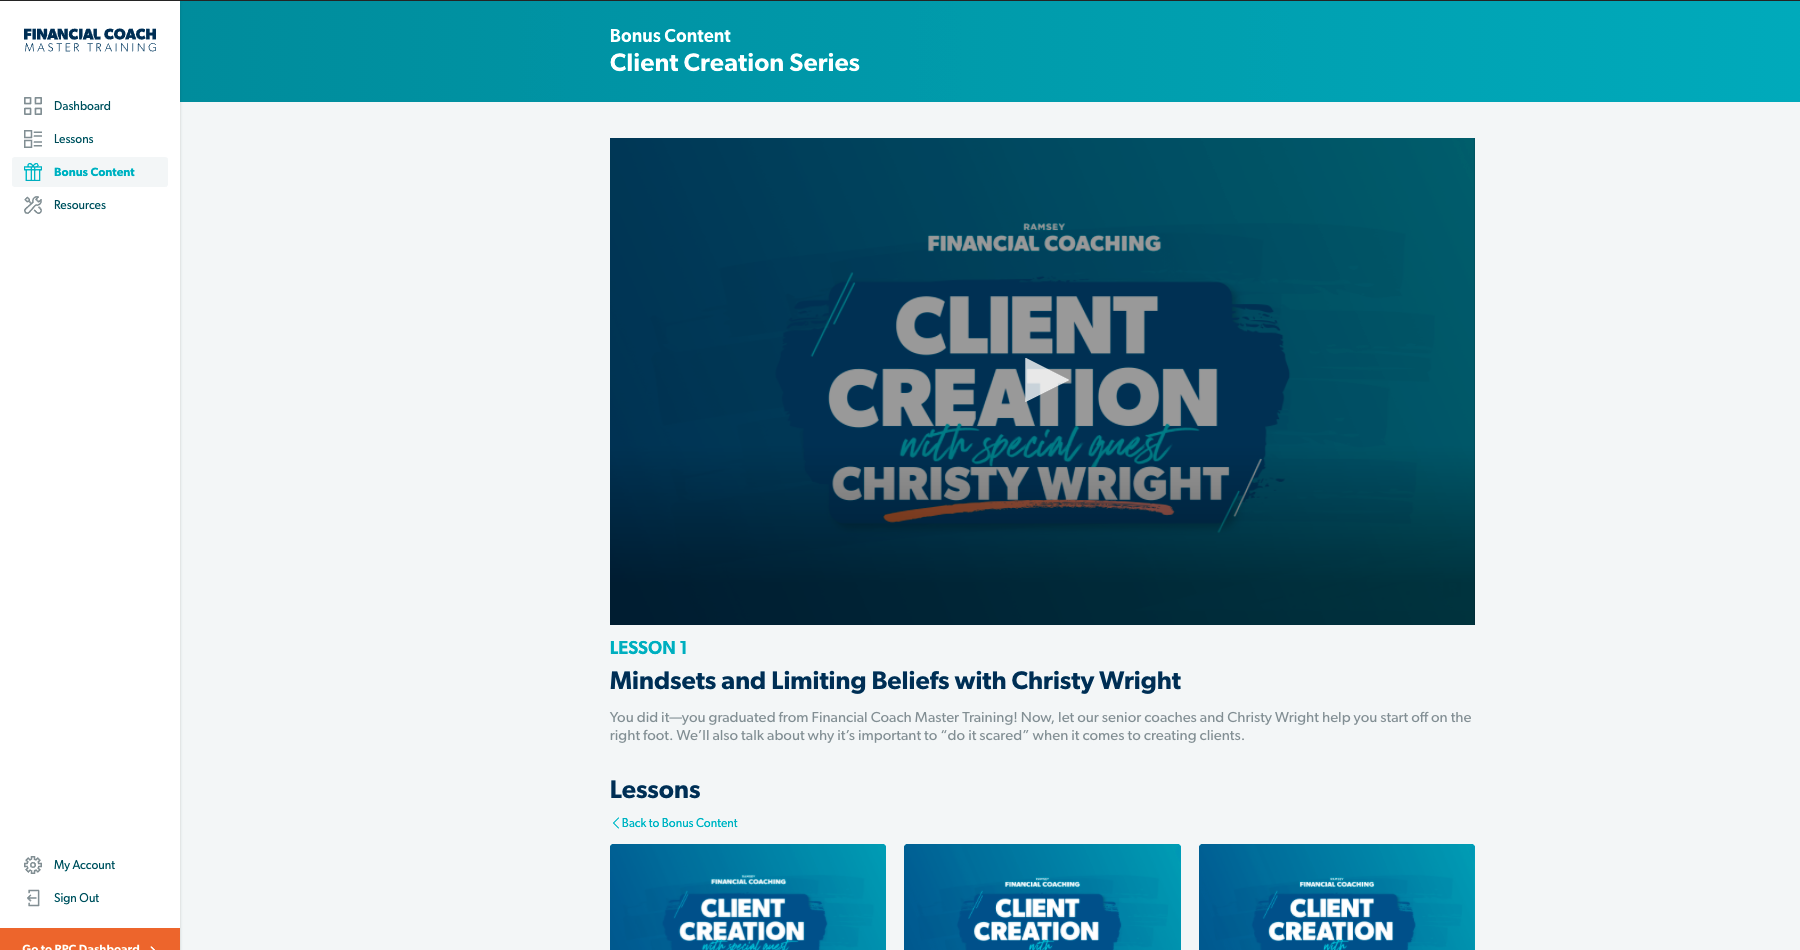 FINANCIAL COACH
MASTER TRAINING
Dashboard
Lessons
Bonus Content
Resources
My Account
Sign Out
Go to RPC Dashboard
Bonus Content
Client Creation Series
RAMSEY
FINANCIAL COACHING
CLIENT
CREATION
with special guest
CHRISTY WRIGHT
LESSON 1
Mindsets and Limiting Beliefs with Christy Wright
You did it—you graduated from Financial Coach Master Training! Now, let our senior coaches and Christy Wright help you start off on the
right foot. We’ll also talk about why it’s important to “do it scared” when it comes to creating clients.
Lessons
Back to Bonus Content
RAMSEY
FINANCIAL COACHING
CLIENT
CREATION
with special guest
RAMSEY
FINANCIAL COACHING
CLIENT
CREATION
with
RAMSEY
FINANCIAL COACHING
CLIENT
CREATION
with